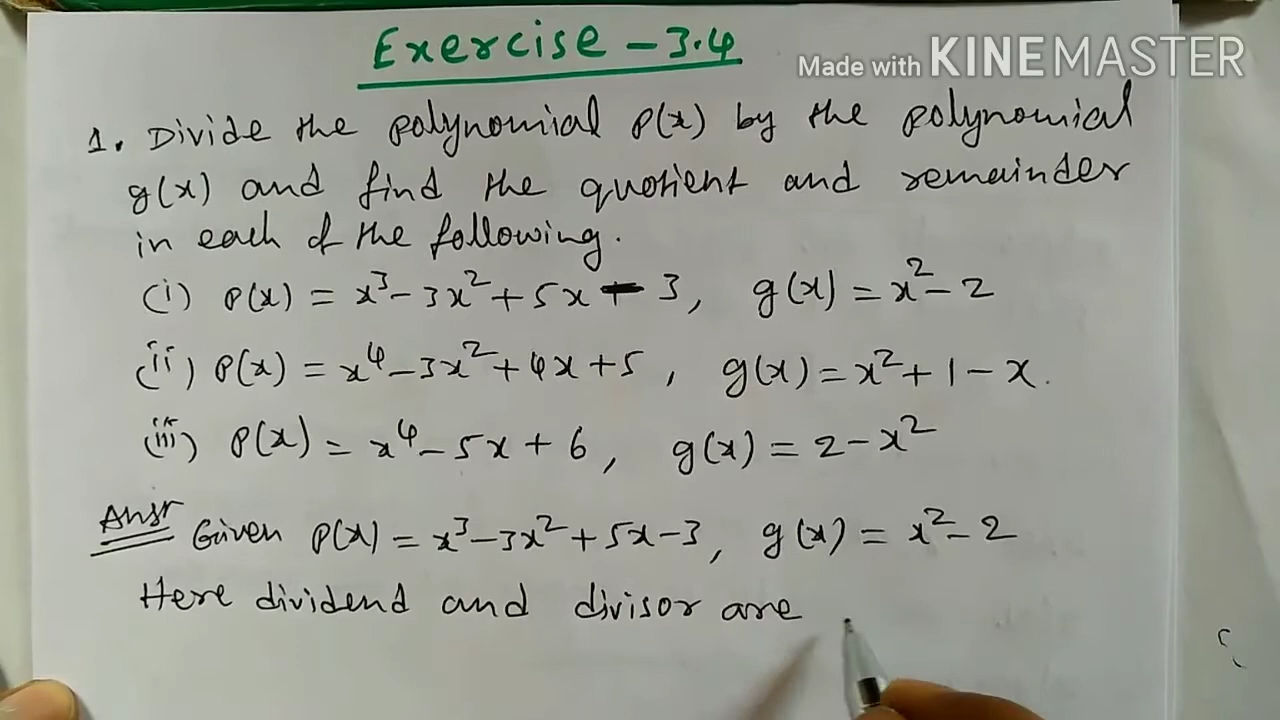 Exercise - 3.4
Made with KINEMASTER
1. Divide the polynomial p(x) by the polynomial
g(x) and find the quotient and remainder
in each of the following.
(i) p(x) = x³ - 3x² + 5x - 3, g(x) = x² - 2
(ii) p(x) = x⁴ - 3x² + 4x + 5, g(x) = x² + 1 - x.
(iii) p(x) = x⁴ - 5x + 6, g(x) = 2 - x²
Ansr Given p(x) = x³ - 3x² + 5x - 3, g(x) = x² - 2
Here dividend and divisor are